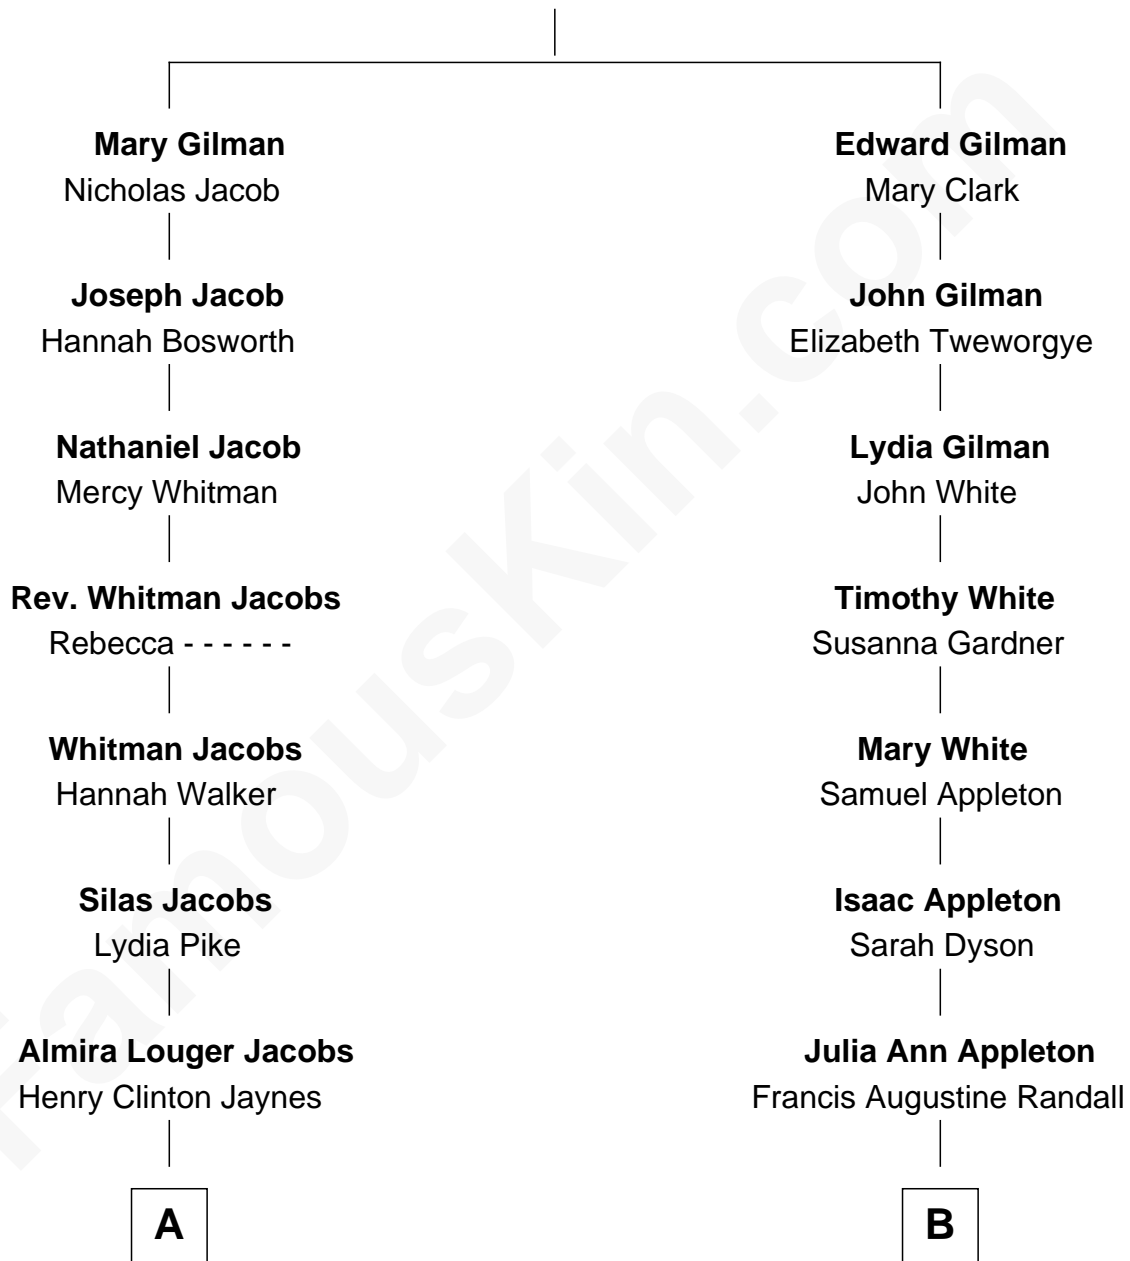 Mary Gilman
Nicholas Jacob
Joseph Jacob
Hannah Bosworth
Nathaniel Jacob
Mercy Whitman
Rev. Whitman Jacobs
Rebecca - - - - - -
Whitman Jacobs
Hannah Walker
Silas Jacobs
Lydia Pike
Almira Louger Jacobs
Henry Clinton Jaynes
A
Edward Gilman
Mary Clark
John Gilman
Elizabeth Tweworgye
Lydia Gilman
John White
Timothy White
Susanna Gardner
Mary White
Samuel Appleton
Isaac Appleton
Sarah Dyson
Julia Ann Appleton
Francis Augustine Randall
B
FamousKin.com